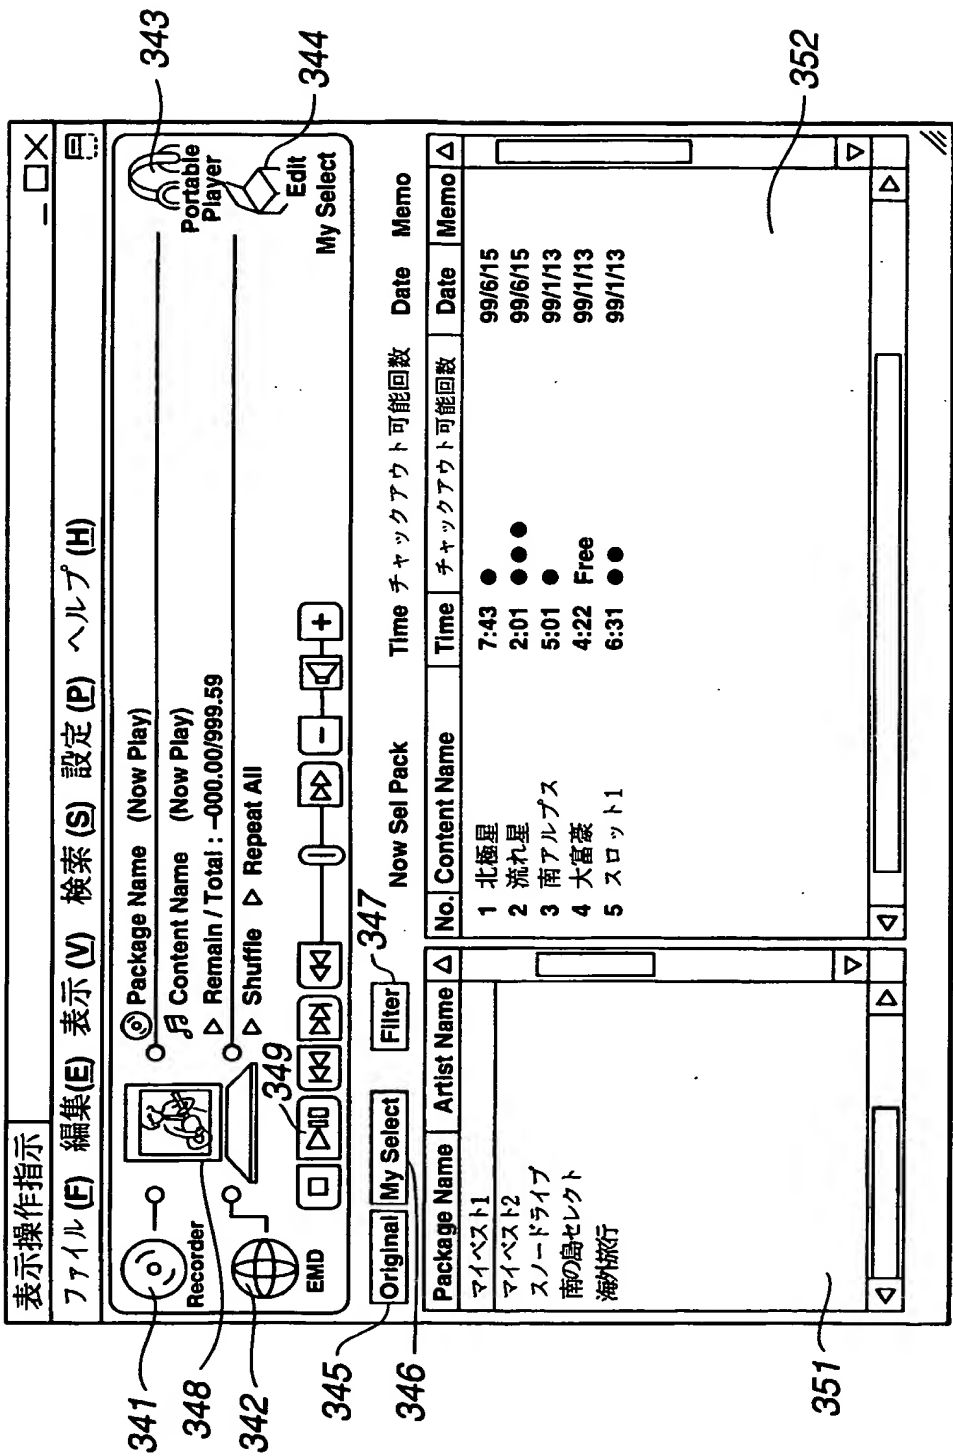 表示操作指示
ファイル(F) 編集(E) 表示(V) 検索(S) 設定(P) ヘルプ(H)
341
Recorder
348
342
EMD
Package Name (Now Play)
Content Name (Now Play)
Remain / Total : −000.00/999.59
Shuffle Repeat All
349
343
Portable
Player
344
Edit
My Select
345
Original
My Select
346
Filter
347
Now Sel Pack Time チャックアウト可能回数 Date Memo
Package Name Artist Name
マイベスト1
マイベスト2
スノードライブ
南の島セレクト
海外旅行
351
No. Content Name Time チャックアウト可能回数 Date Memo
1 北極星 7:43 ● 99/6/15
2 流れ星 2:01 ●●● 99/6/15
3 南アルプス 5:01 ● 99/1/13
4 大富豪 4:22 Free 99/1/13
5 スロット1 6:31 ●● 99/1/13
352